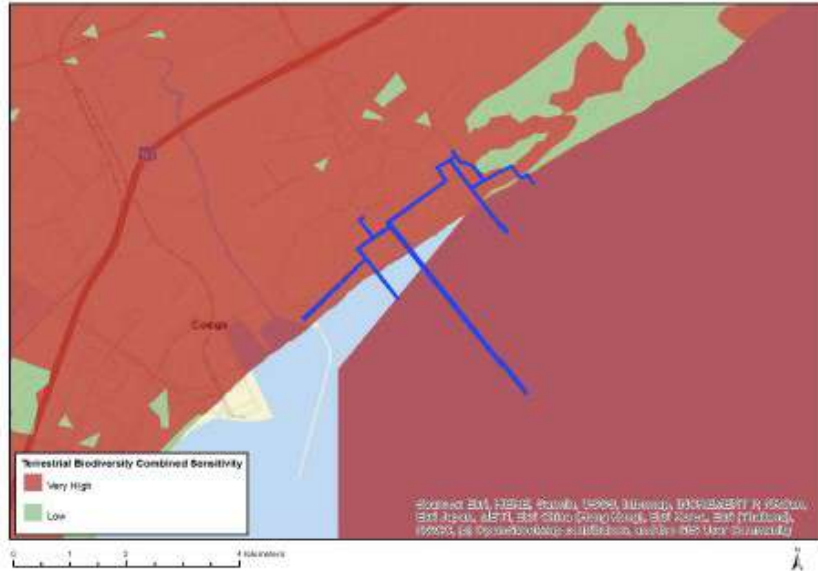 Coega
Terrestrial Biodiversity Combined Sensitivity
Very High
Low
Sources: Esri, HERE, Garmin, USGS, Intermap, INCREMENT P, NRCan,
Esri Japan, METI, Esri China (Hong Kong), Esri Korea, Esri (Thailand),
NGCC, (c) OpenStreetMap contributors, and the GIS User Community
0 1 2 4 Kilometers
N